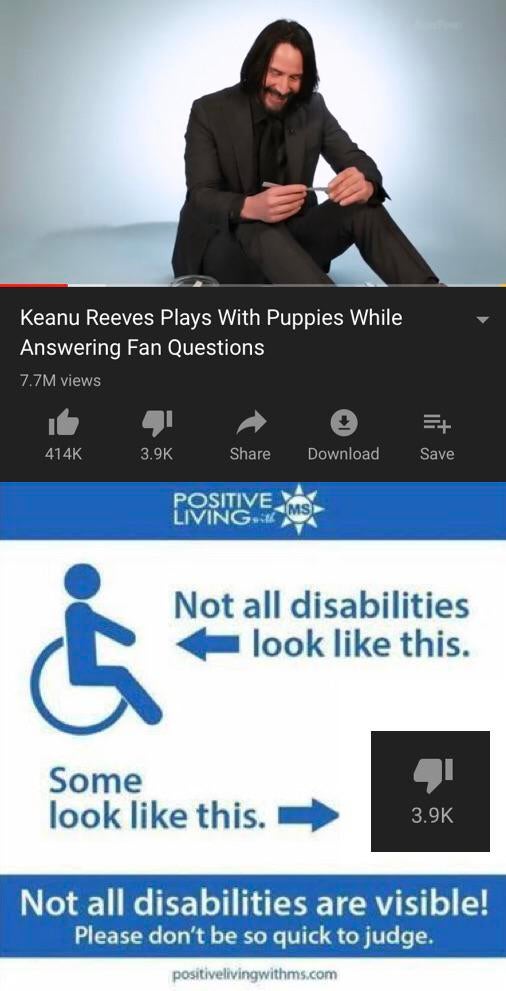 Keanu Reeves Plays With Puppies While
Answering Fan Questions
7.7M views
414K 3.9K Share Download Save
POSITIVE
LIVING with MS
Not all disabilities
look like this.
Some
look like this.
3.9K
Not all disabilities are visible!
Please don't be so quick to judge.
positivelivingwithms.com